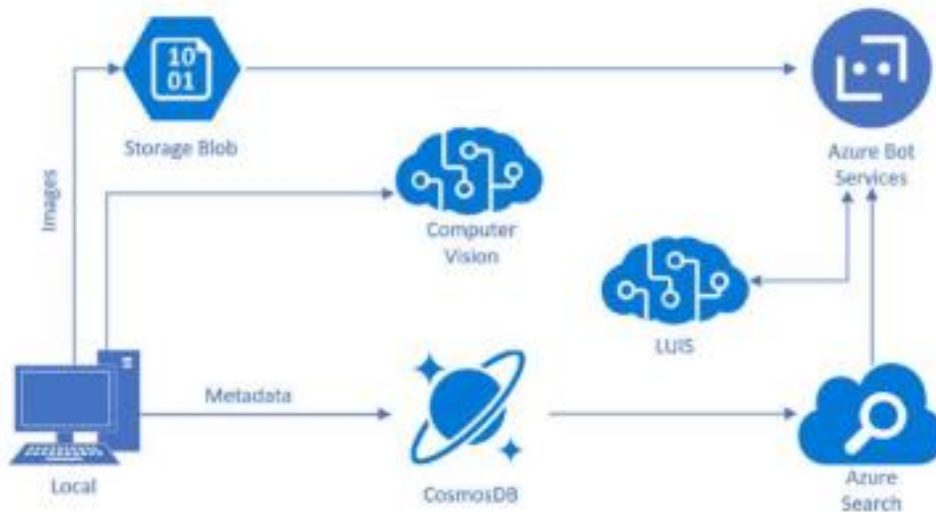 10
01
Storage Blob
Azure Bot
Services
Images
Computer
Vision
LUIS
Metadata
Local
CosmosDB
Azure
Search